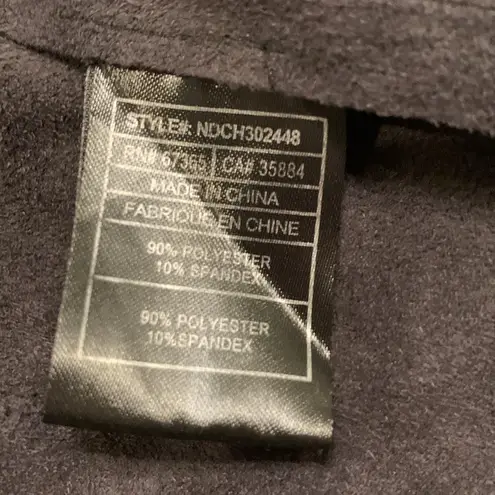 STYLE#: NDCH302448
RN# 67365 CA# 35884
MADE IN CHINA
FABRIQUE EN CHINE
90% POLYESTER
10% SPANDEX
90% POLYESTER
10%SPANDEX